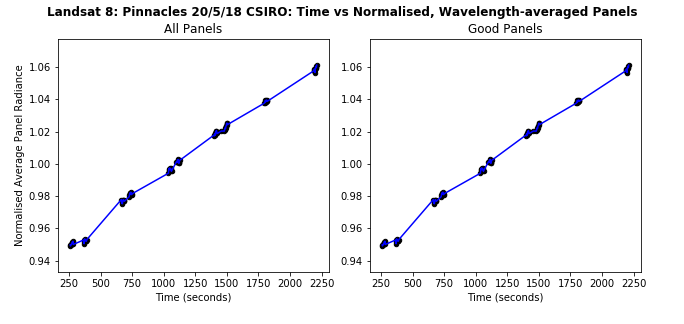 Landsat 8: Pinnacles 20/5/18 CSIRO: Time vs Normalised, Wavelength-averaged Panels
All Panels
Good Panels
Normalised Average Panel Radiance
1.06
1.04
1.02
1.00
0.98
0.96
0.94
250 500 750 1000 1250 1500 1750 2000 2250
Time (seconds)
1.06
1.04
1.02
1.00
0.98
0.96
0.94
250 500 750 1000 1250 1500 1750 2000 2250
Time (seconds)